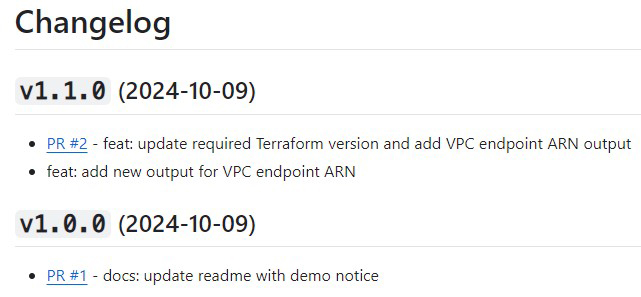 Changelog
v1.1.0 (2024-10-09)
PR #2 - feat: update required Terraform version and add VPC endpoint ARN output
feat: add new output for VPC endpoint ARN
v1.0.0 (2024-10-09)
PR #1 - docs: update readme with demo notice